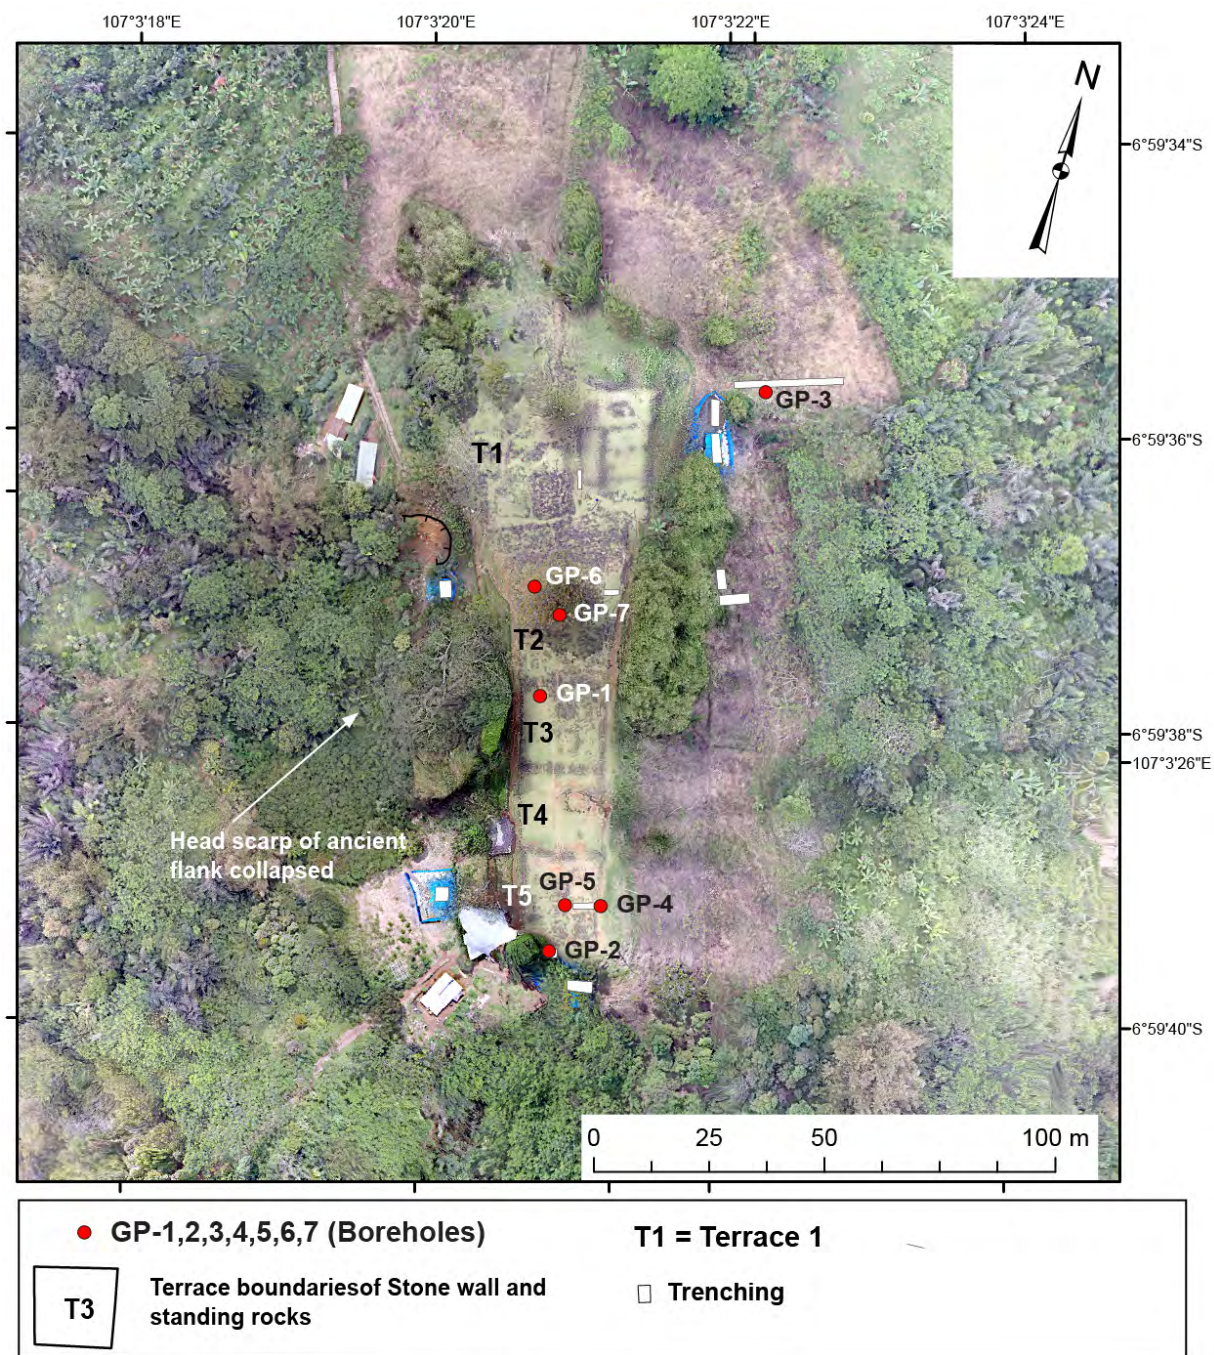 107°3'18"E
107°3'20"E
107°3'22"E
107°3'24"E
N
6°59'34"S
GP-3
6°59'36"S
T1
GP-6
GP-7
T2
GP-1
T3
6°59'38"S
107°3'26"E
T4
Head scarp of ancient
flank collapsed
GP-5
T5
GP-4
GP-2
6°59'40"S
0 25 50 100 m
GP-1,2,3,4,5,6,7 (Boreholes)
T1 = Terrace 1
T3
Terrace boundariesof Stone wall and
standing rocks
Trenching